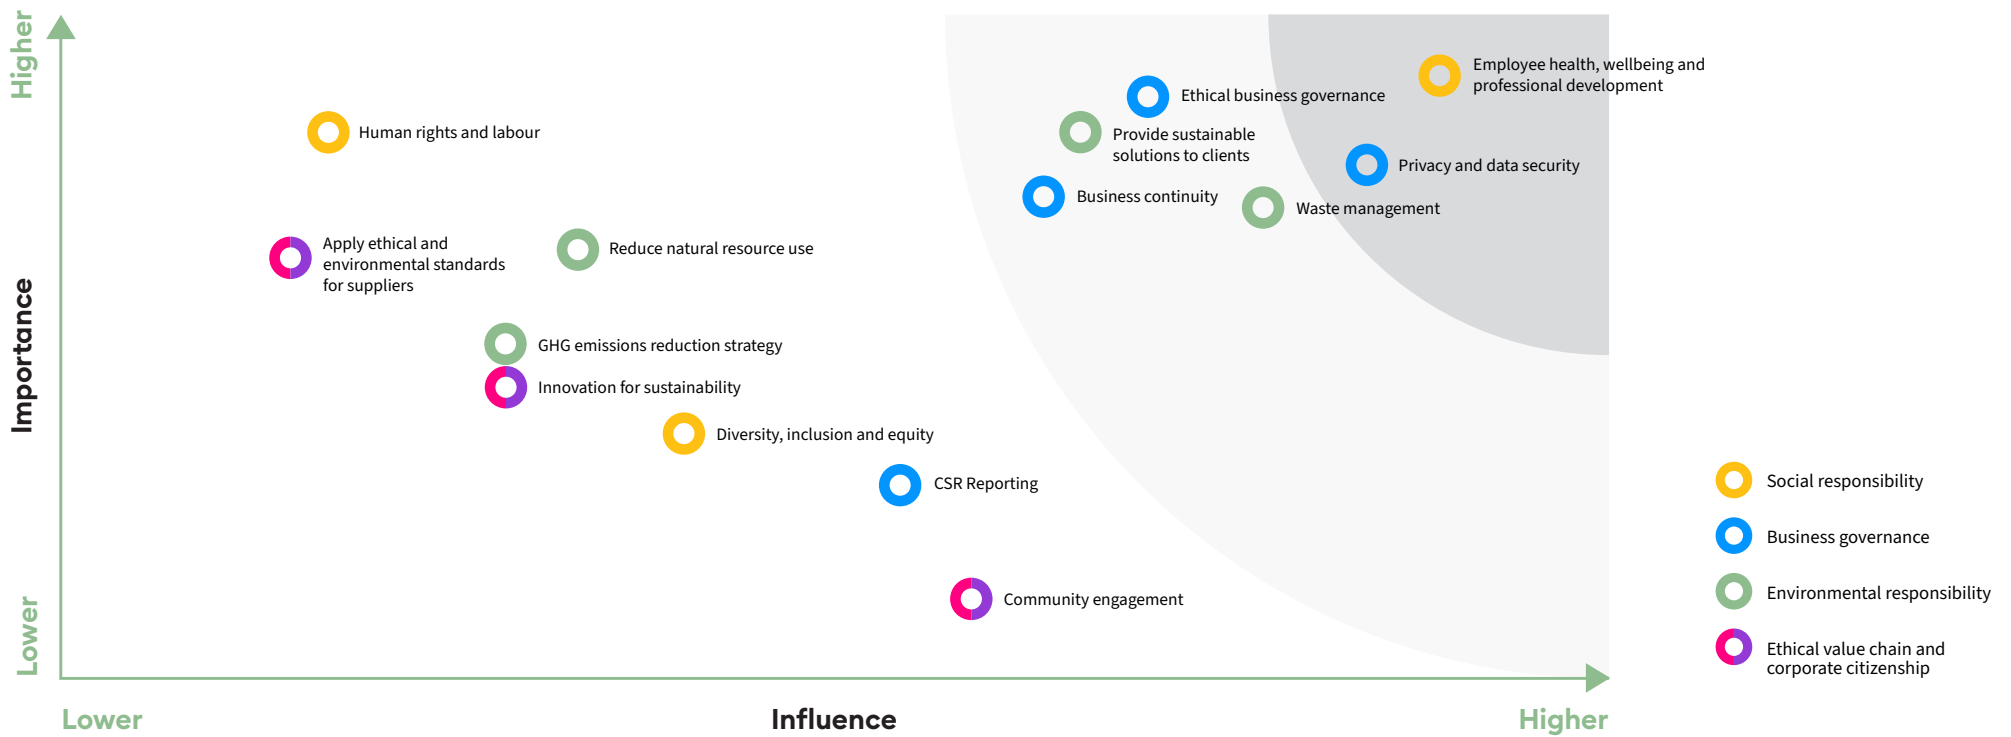 Higher
Importance
Lower
Employee health, wellbeing and
professional development
Ethical business governance
Human rights and labour
Provide sustainable
solutions to clients
Privacy and data security
Business continuity
Waste management
Apply ethical and
environmental standards
for suppliers
Reduce natural resource use
GHG emissions reduction strategy
Innovation for sustainability
Diversity, inclusion and equity
CSR Reporting
Community engagement
Social responsibility
Business governance
Environmental responsibility
Ethical value chain and
corporate citizenship
Lower
Influence
Higher